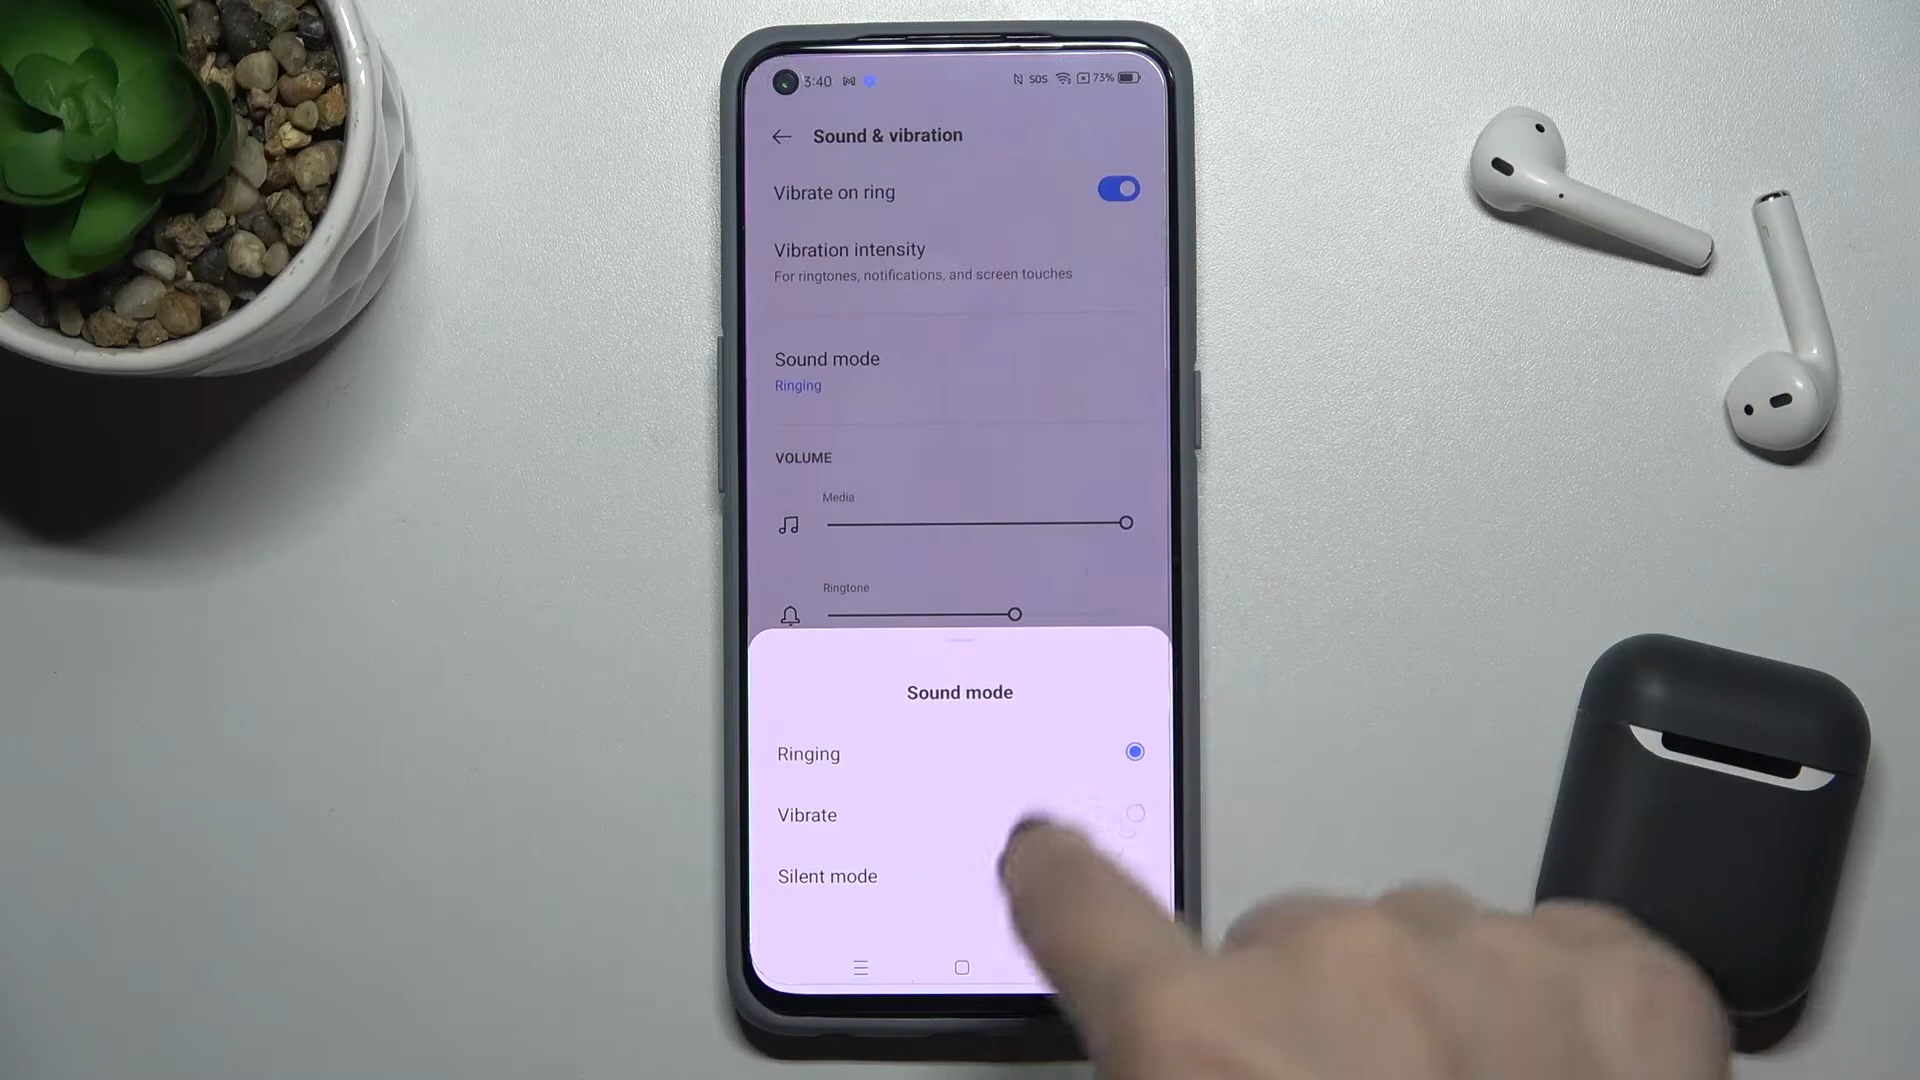 3:40 SOS 73%
Sound & vibration
Vibrate on ring
Vibration intensity
For ringtones, notifications, and screen touches
Sound mode
Ringing
VOLUME
Media
Ringtone
Sound mode
Ringing
Vibrate
Silent mode